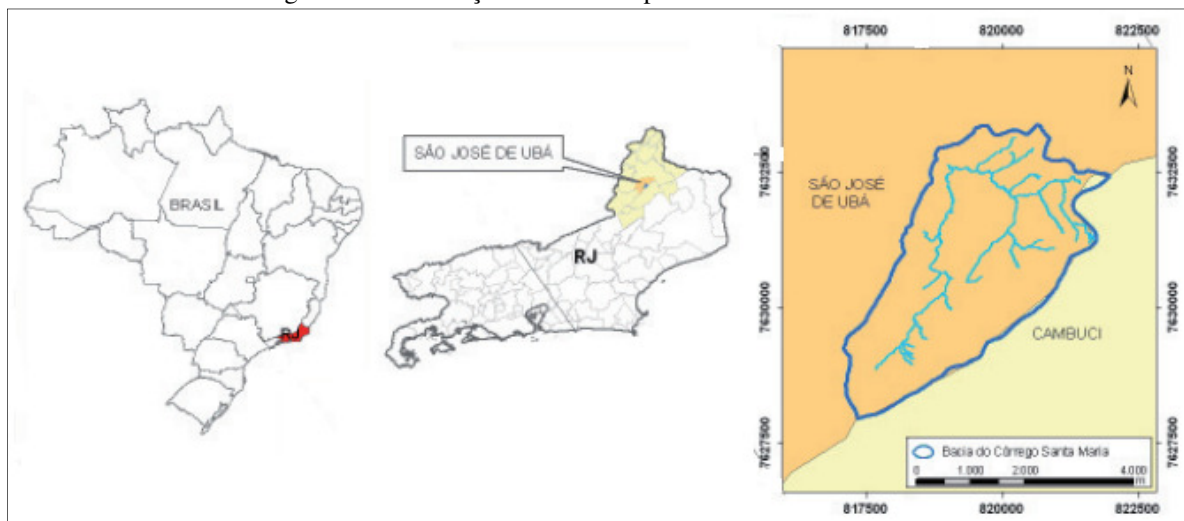 BRASIL
RJ
SÃO JOSÉ DE UBÁ
RJ
817500 820000 822500
N
7632500
7632500
SÃO JOSÉ
DE UBÁ
7630000
7630000
CAMBUCI
7627500
7627500
Bacia do Córrego Santa Maria
0 1.000 2.000 4.000
m
817500 820000 822500